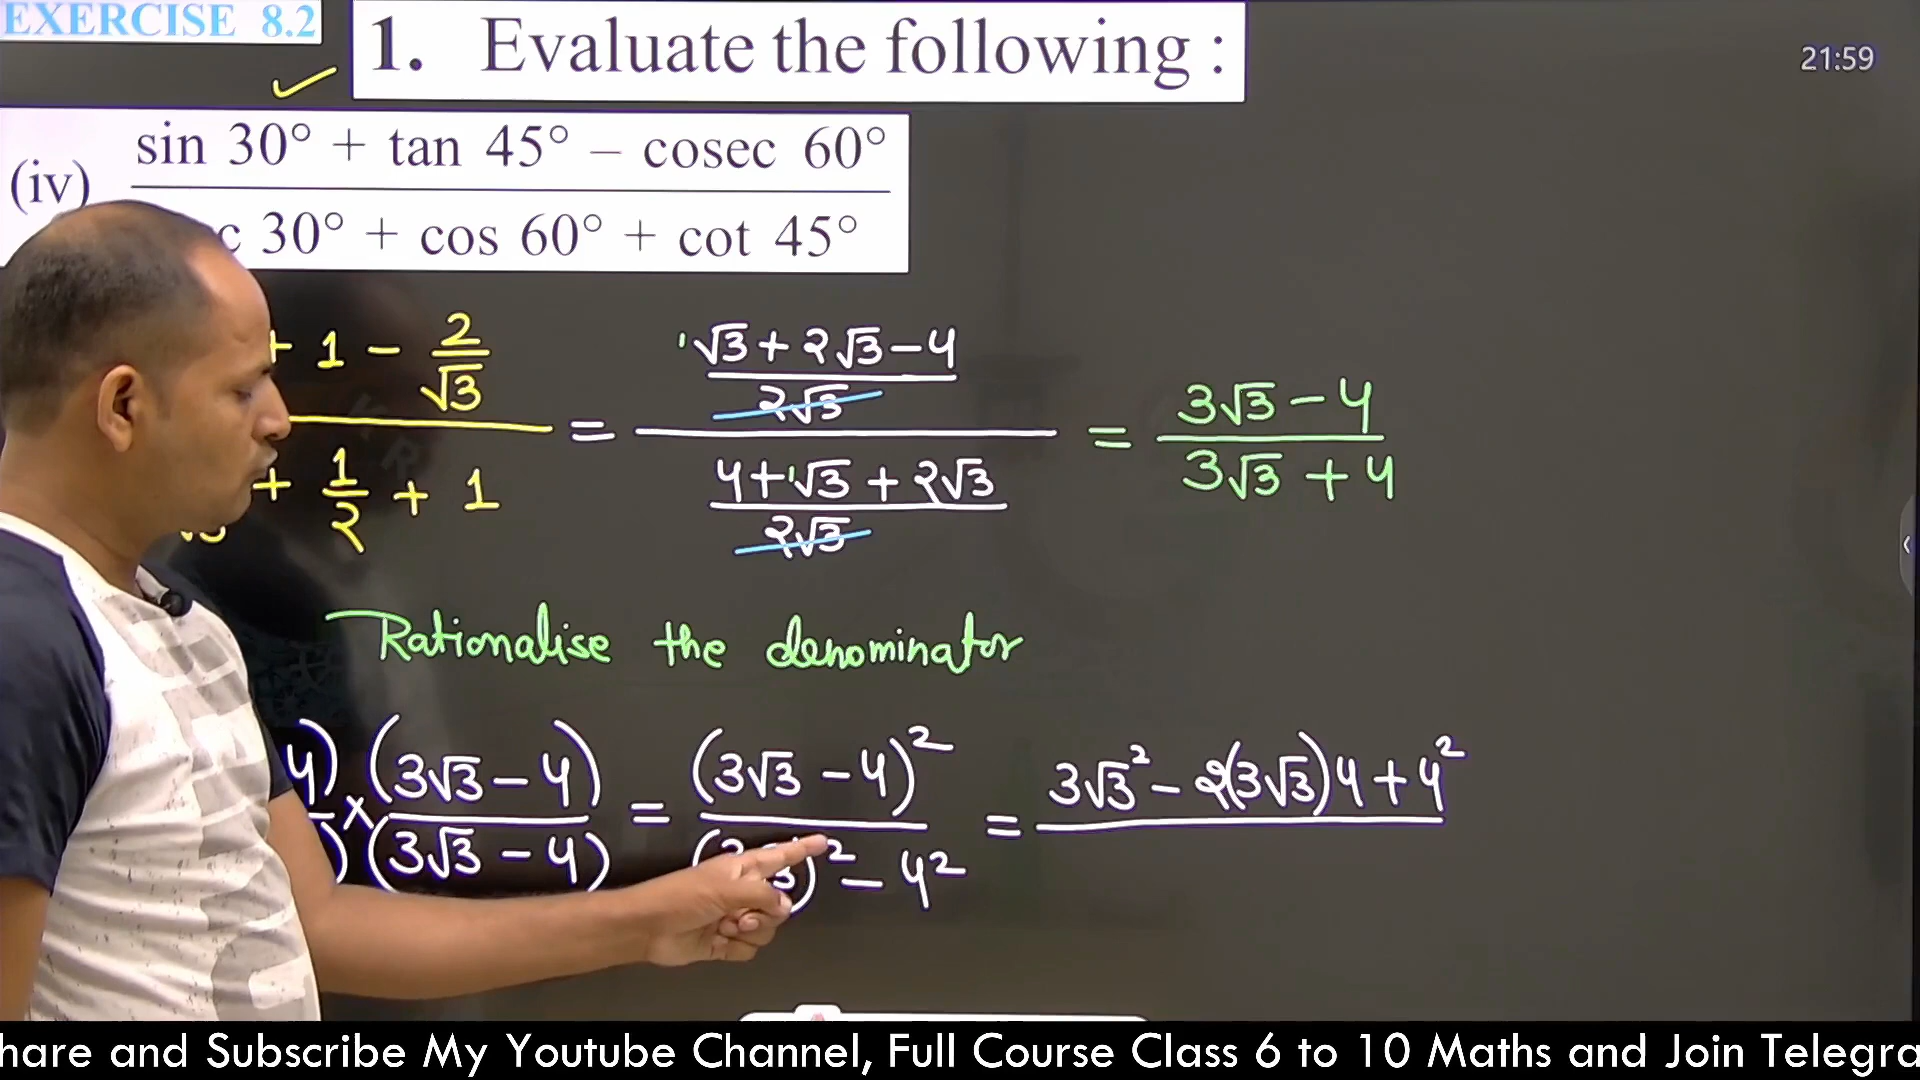 EXERCISE 8.2
1. Evaluate the following :
21:59
(iv) sin 30° + tan 45° – cosec 60°
c 30° + cos 60° + cot 45°
+ 1 - 2/√3
+ 1/2 + 1
= √3 + 2√3 - 4
2√3
4 + √3 + 2√3
2√3
= 3√3 - 4
3√3 + 4
Rationalise the denominator
4) × (3√3 - 4)
) (3√3 - 4)
= (3√3 - 4)²
)² - 4²
= 3√3² - 2(3√3)4 + 4²
hare and Subscribe My Youtube Channel, Full Course Class 6 to 10 Maths and Join Telegra